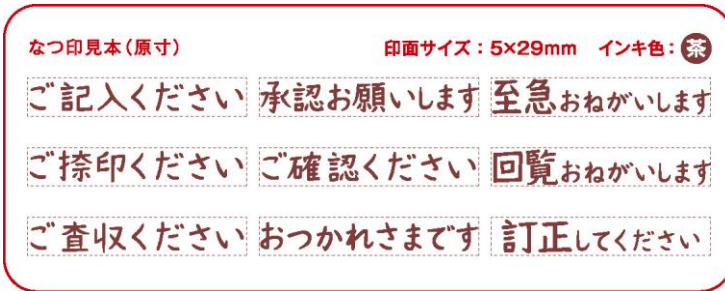 なつ印見本(原寸) 印面サイズ:5×29mm インキ色:茶
ご記入ください 承認お願いします 至急おねがいします
ご捺印ください ご確認ください 回覧おねがいします
ご査収ください おつかれさまです 訂正してください